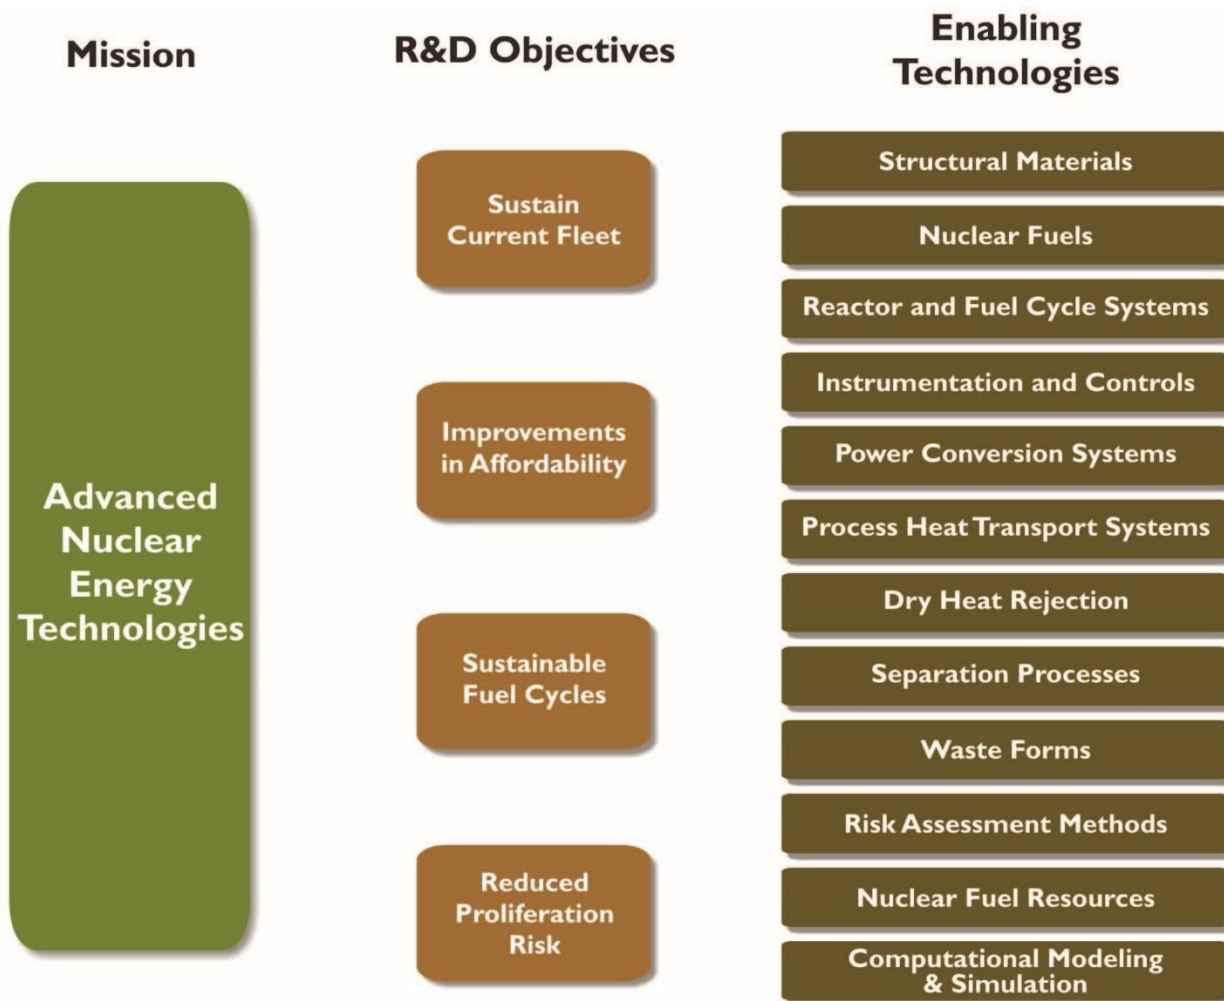 Mission
R&D Objectives
Enabling
Technologies
Advanced
Nuclear
Energy
Technologies
Sustain
Current Fleet
Improvements
in Affordability
Sustainable
Fuel Cycles
Reduced
Proliferation
Risk
Structural Materials
Nuclear Fuels
Reactor and Fuel Cycle Systems
Instrumentation and Controls
Power Conversion Systems
Process Heat Transport Systems
Dry Heat Rejection
Separation Processes
Waste Forms
Risk Assessment Methods
Nuclear Fuel Resources
Computational Modeling
& Simulation